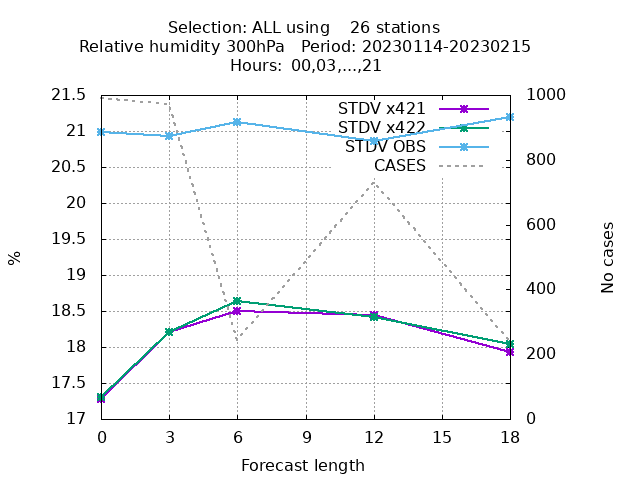 Selection: ALL using    26 stations
Relative humidity 300hPa   Period: 20230114-20230215
Hours:  00,03,...,21
21.5
21
20.5
20
19.5
19
18.5
18
17.5
17
%
STDV x421
STDV x422
STDV OBS
CASES
1000
800
600
400
200
0
No cases
0 3 6 9 12 15 18
Forecast length